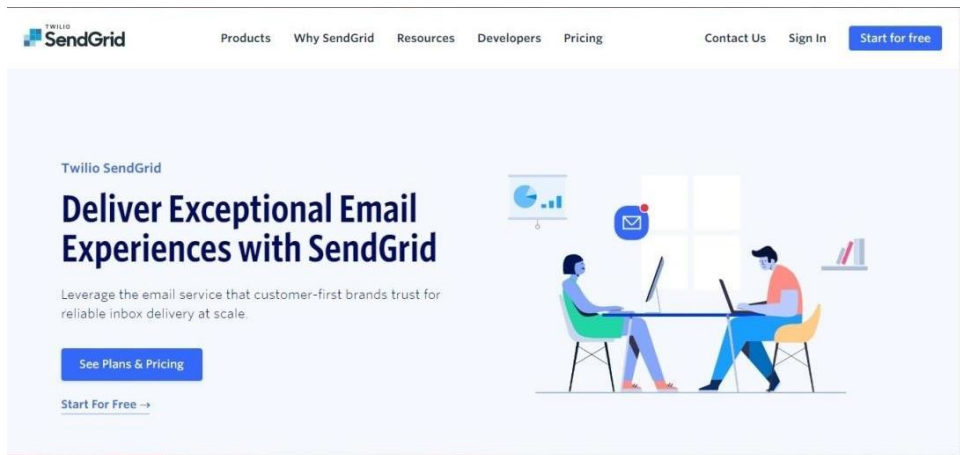 TWILIO
SendGrid
Products Why SendGrid Resources Developers Pricing Contact Us Sign In Start for free
Twilio SendGrid
Deliver Exceptional Email
Experiences with SendGrid
Leverage the email service that customer-first brands trust for
reliable inbox delivery at scale.
See Plans & Pricing
Start For Free →